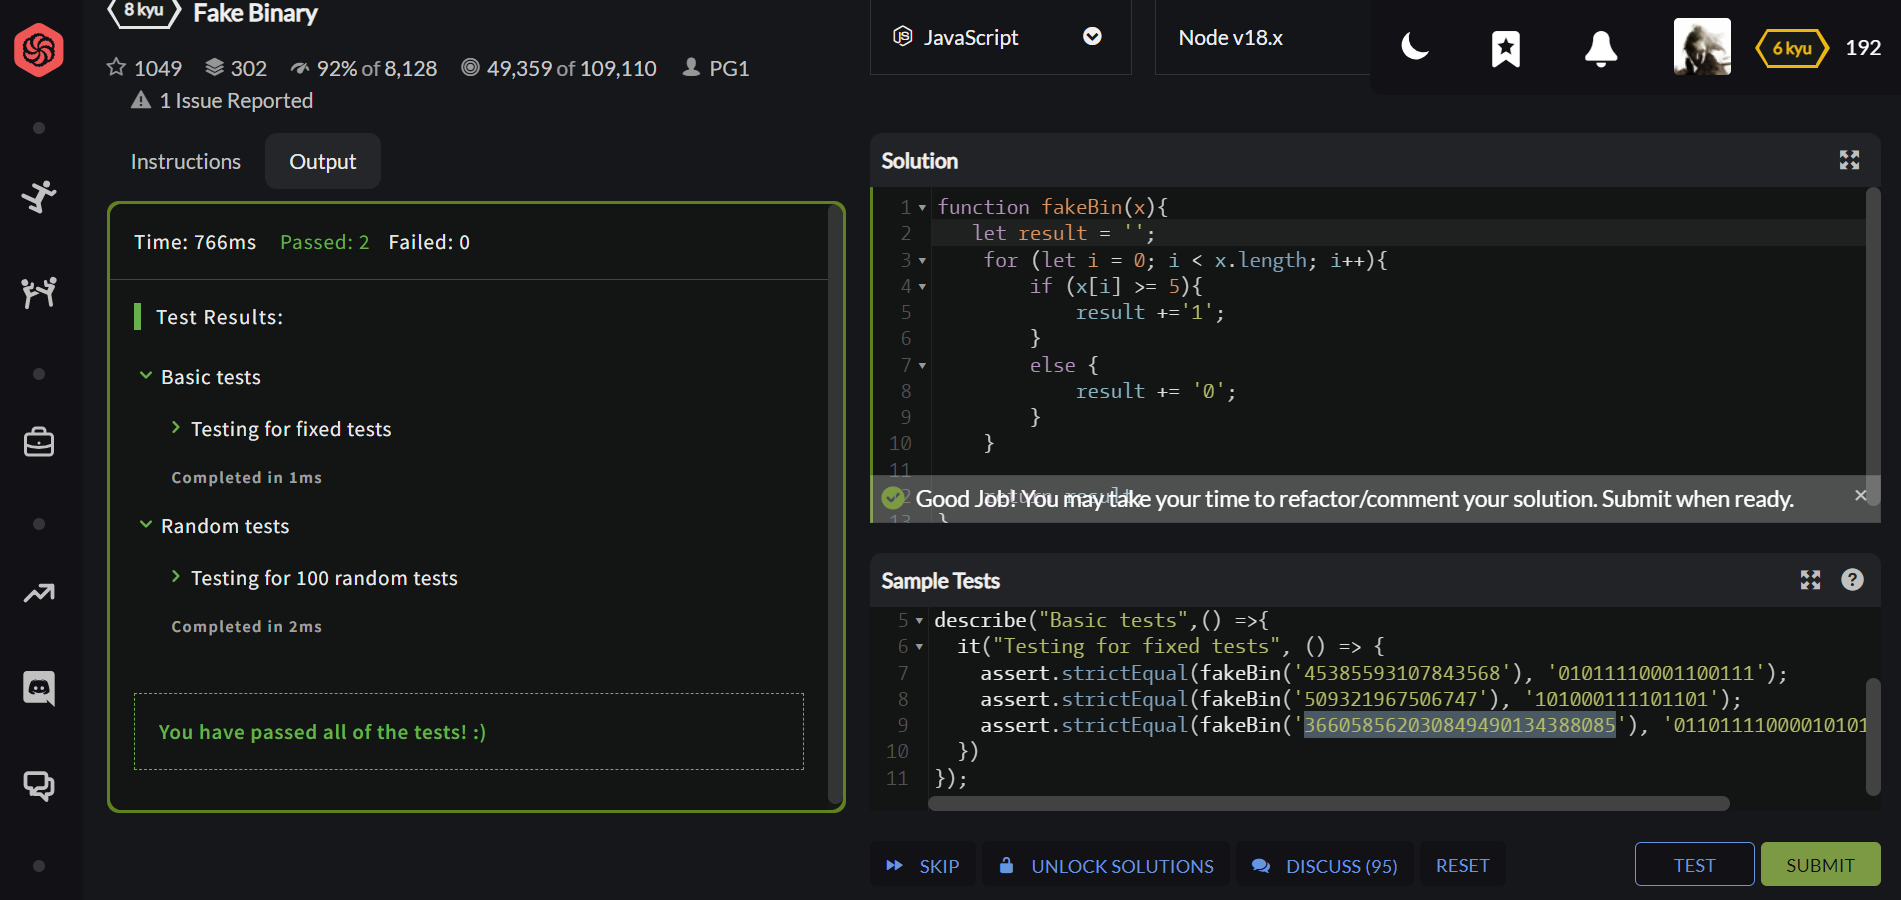 8 kyu Fake Binary
1049 302 92% of 8,128 49,359 of 109,110 PG1
1 Issue Reported
JavaScript
Node v18.x
6 kyu 192
Instructions Output
Time: 766ms Passed: 2 Failed: 0
Test Results:
Basic tests
Testing for fixed tests
Completed in 1ms
Random tests
Testing for 100 random tests
Completed in 2ms
You have passed all of the tests! :)
Solution
1 function fakeBin(x){
2 let result = '';
3 for (let i = 0; i < x.length; i++){
4 if (x[i] >= 5){
5 result +='1';
6 }
7 else {
8 result += '0';
9 }
10 }
11
12 return result
13 }
Good Job! You may take your time to refactor/comment your solution. Submit when ready.
Sample Tests
5 describe("Basic tests",() =>{
6 it("Testing for fixed tests", () => {
7 assert.strictEqual(fakeBin('45385593107843568'), '01011110001100111');
8 assert.strictEqual(fakeBin('509321967506747'), '101000111101101');
9 assert.strictEqual(fakeBin('366058562030849490134388085'), '01101111000010101
10 })
11 });
SKIP UNLOCK SOLUTIONS DISCUSS (95) RESET TEST SUBMIT